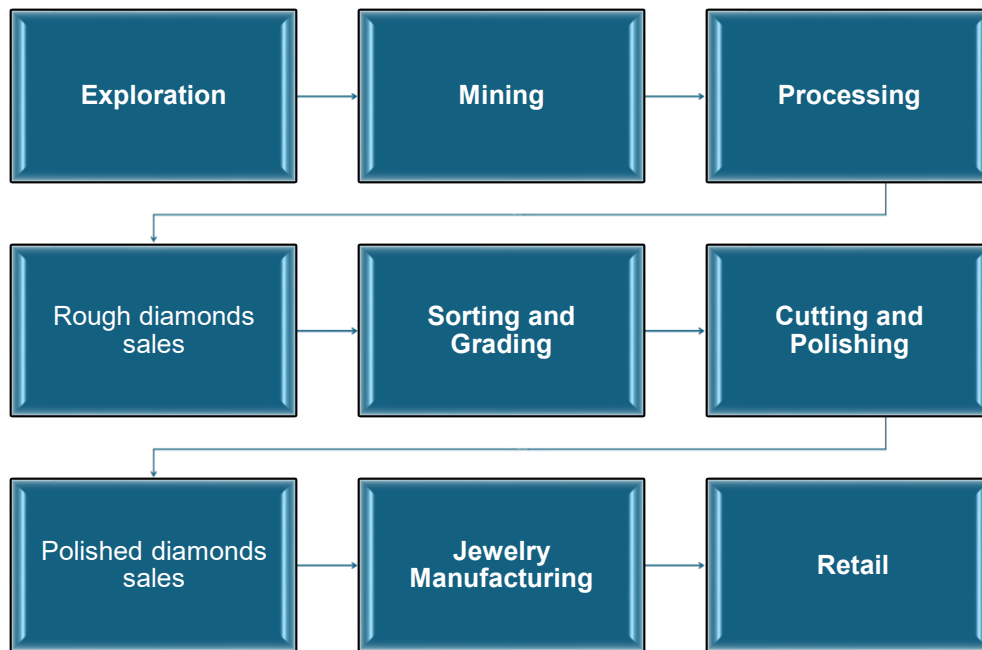 Exploration
Mining
Processing
Rough diamonds
sales
Sorting and
Grading
Cutting and
Polishing
Polished diamonds
sales
Jewelry
Manufacturing
Retail